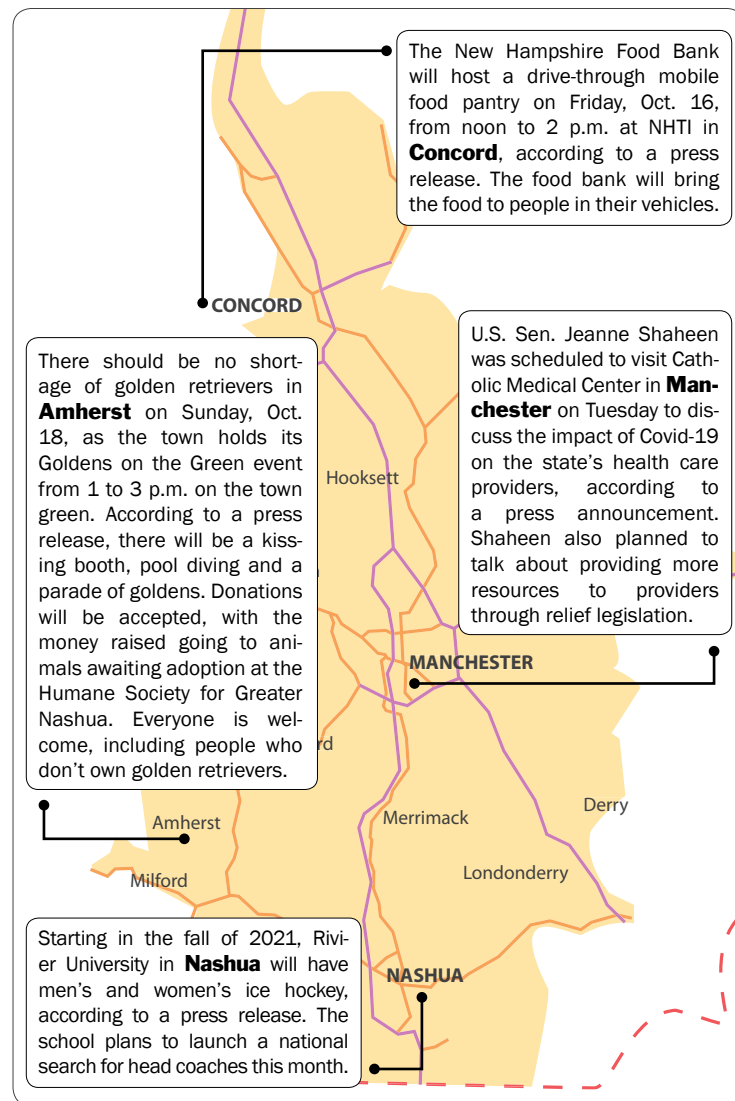 The New Hampshire Food Bank
will host a drive-through mobile
food pantry on Friday, Oct. 16,
from noon to 2 p.m. at NHTI in
Concord, according to a press
release. The food bank will bring
the food to people in their vehicles.
CONCORD
U.S. Sen. Jeanne Shaheen
was scheduled to visit Cath-
olic Medical Center in Man-
chester on Tuesday to dis-
cuss the impact of Covid-19
on the state’s health care
providers, according to
a press announcement.
Shaheen also planned to
talk about providing more
resources to providers
through relief legislation.
There should be no short-
age of golden retrievers in
Amherst on Sunday, Oct.
18, as the town holds its
Goldens on the Green event
from 1 to 3 p.m. on the town
green. According to a press
release, there will be a kiss-
ing booth, pool diving and a
parade of goldens. Donations
will be accepted, with the
money raised going to ani-
mals awaiting adoption at the
Humane Society for Greater
Nashua. Everyone is wel-
come, including people who
don’t own golden retrievers.
Hooksett
MANCHESTER
rd
Amherst
Merrimack
Derry
Milford
Londonderry
Starting in the fall of 2021, Rivi-
er University in Nashua will have
men’s and women’s ice hockey,
according to a press release. The
school plans to launch a national
search for head coaches this month.
NASHUA